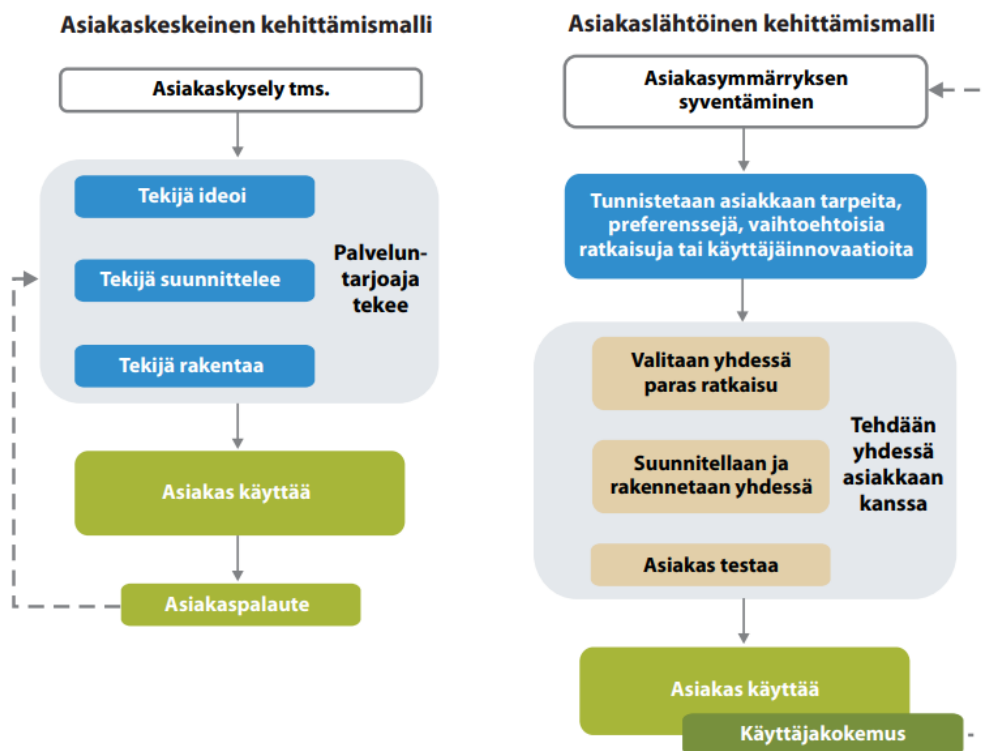 Asiakaskeskeinen kehittämismalli
Asiakaskysely tms.
Tekijä ideoi
Tekijä suunnittelee
Tekijä rakentaa
Palvelun-
tarjoaja
tekee
Asiakas käyttää
Asiakaspalaute
Asiakaslähtöinen kehittämismalli
Asiakasymmärryksen
syventäminen
Tunnistetaan asiakkaan tarpeita,
preferenssejä, vaihtoehtoisia
ratkaisuja tai käyttäjäinnovaatioita
Valitaan yhdessä
paras ratkaisu
Suunnitellaan ja
rakennetaan yhdessä
Asiakas testaa
Tehdään
yhdessä
asiakkaan
kanssa
Asiakas käyttää
Käyttäjakokemus